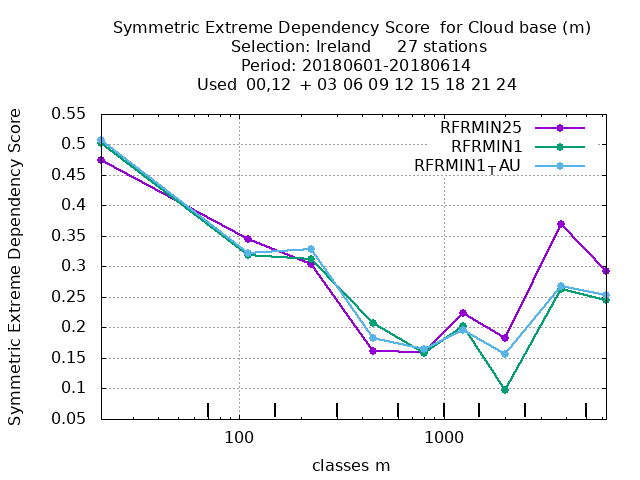 Symmetric Extreme Dependency Score for Cloud base (m)
Selection: Ireland 27 stations
Period: 20180601-20180614
Used 00,12 + 03 06 09 12 15 18 21 24
Symmetric Extreme Dependency Score
0.55
0.5
0.45
0.4
0.35
0.3
0.25
0.2
0.15
0.1
0.05
RFRMIN25
RFRMIN1
RFRMIN1TAU
100
1000
classes m